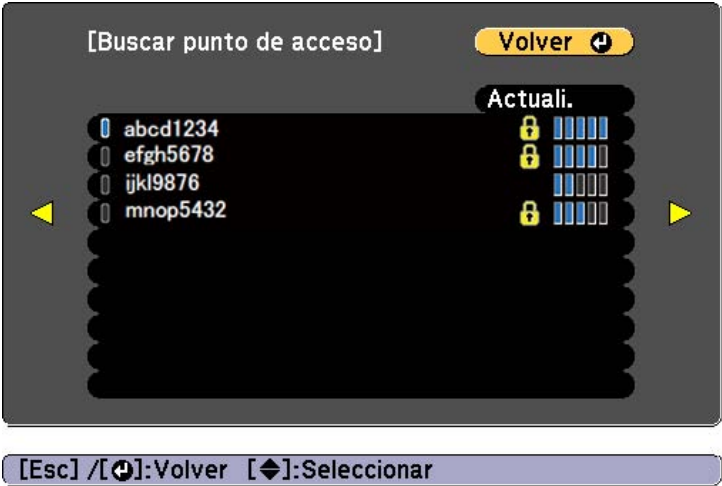 [Buscar punto de acceso] Volver
Actuali.
abcd1234
efgh5678
ijkl9876
mnop5432
[Esc] /[]:Volver []:Seleccionar